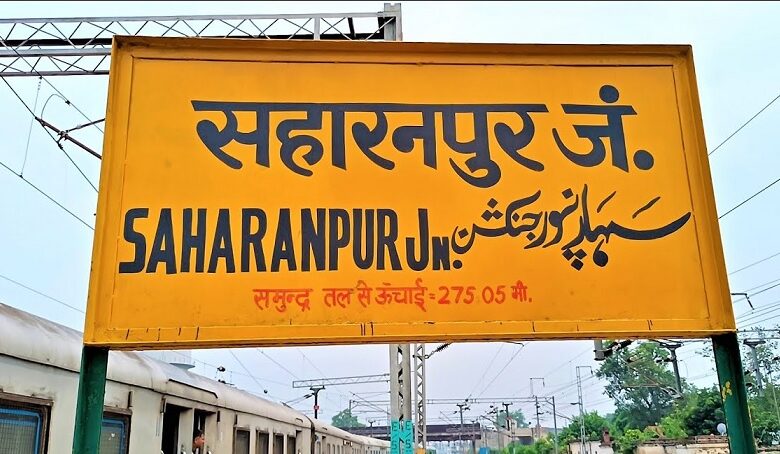 सहारनपुर जं.
SAHARANPUR JN. سہارنپور جنکشن
समुन्द्र तल से ऊंचाई = 275 05 मी.